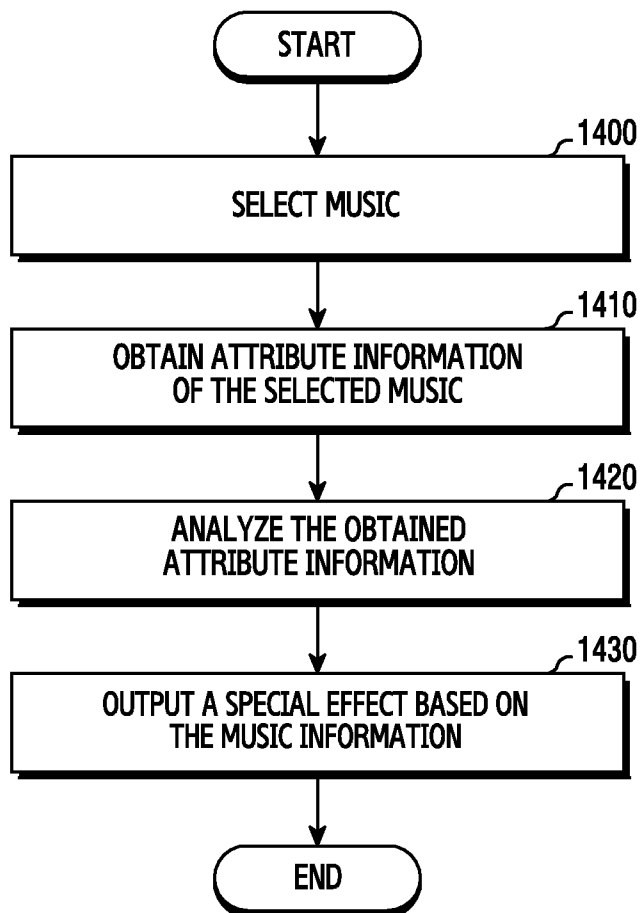 START
1400
SELECT MUSIC
1410
OBTAIN ATTRIBUTE INFORMATION
OF THE SELECTED MUSIC
1420
ANALYZE THE OBTAINED
ATTRIBUTE INFORMATION
1430
OUTPUT A SPECIAL EFFECT BASED ON
THE MUSIC INFORMATION
END